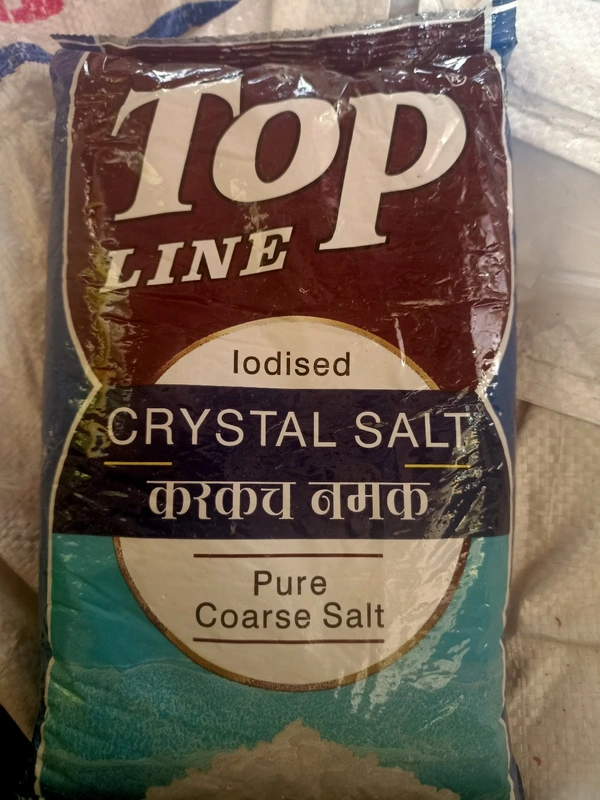 Top
LINE
Iodised
CRYSTAL SALT
करकच नमक
Pure
Coarse Salt